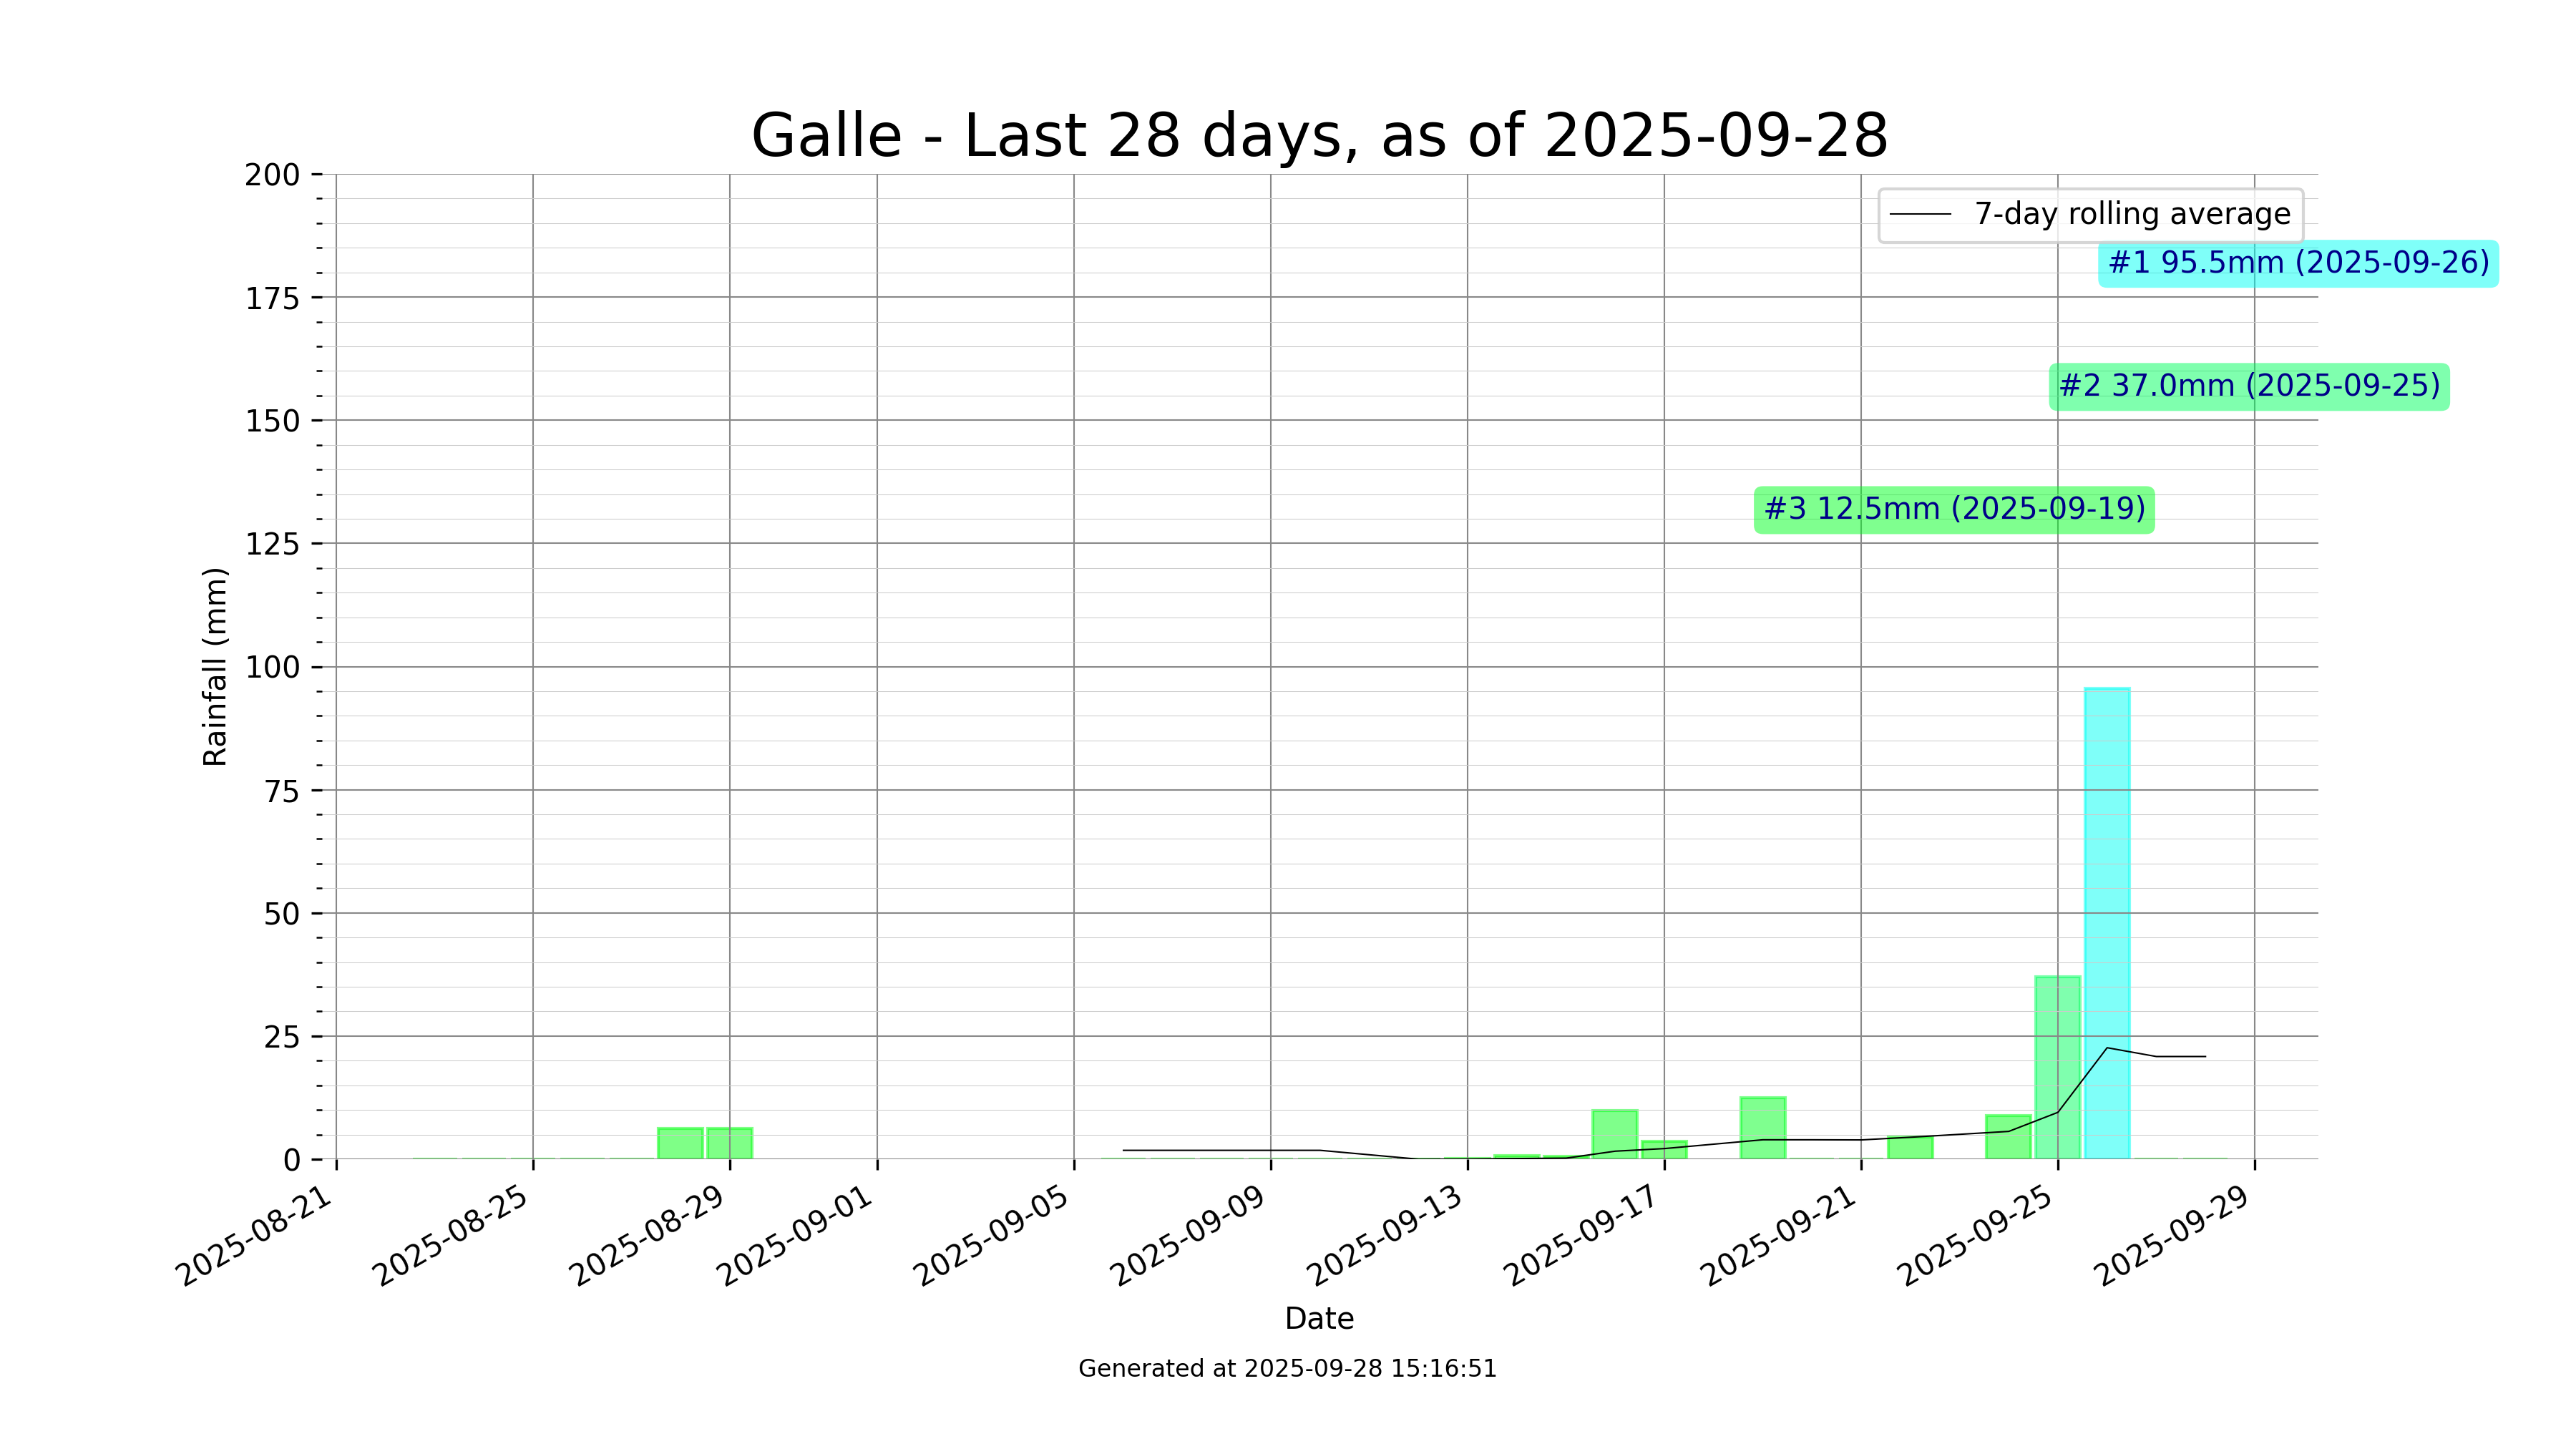 Galle - Last 28 days, as of 2025-09-28
7-day rolling average
#1 95.5mm (2025-09-26)
#2 37.0mm (2025-09-25)
#3 12.5mm (2025-09-19)
Rainfall (mm)
200
175
150
125
100
75
50
25
0
2025-08-21
2025-08-25
2025-08-29
2025-09-01
2025-09-05
2025-09-09
2025-09-13
2025-09-17
2025-09-21
2025-09-25
2025-09-29
Date
Generated at 2025-09-28 15:16:51